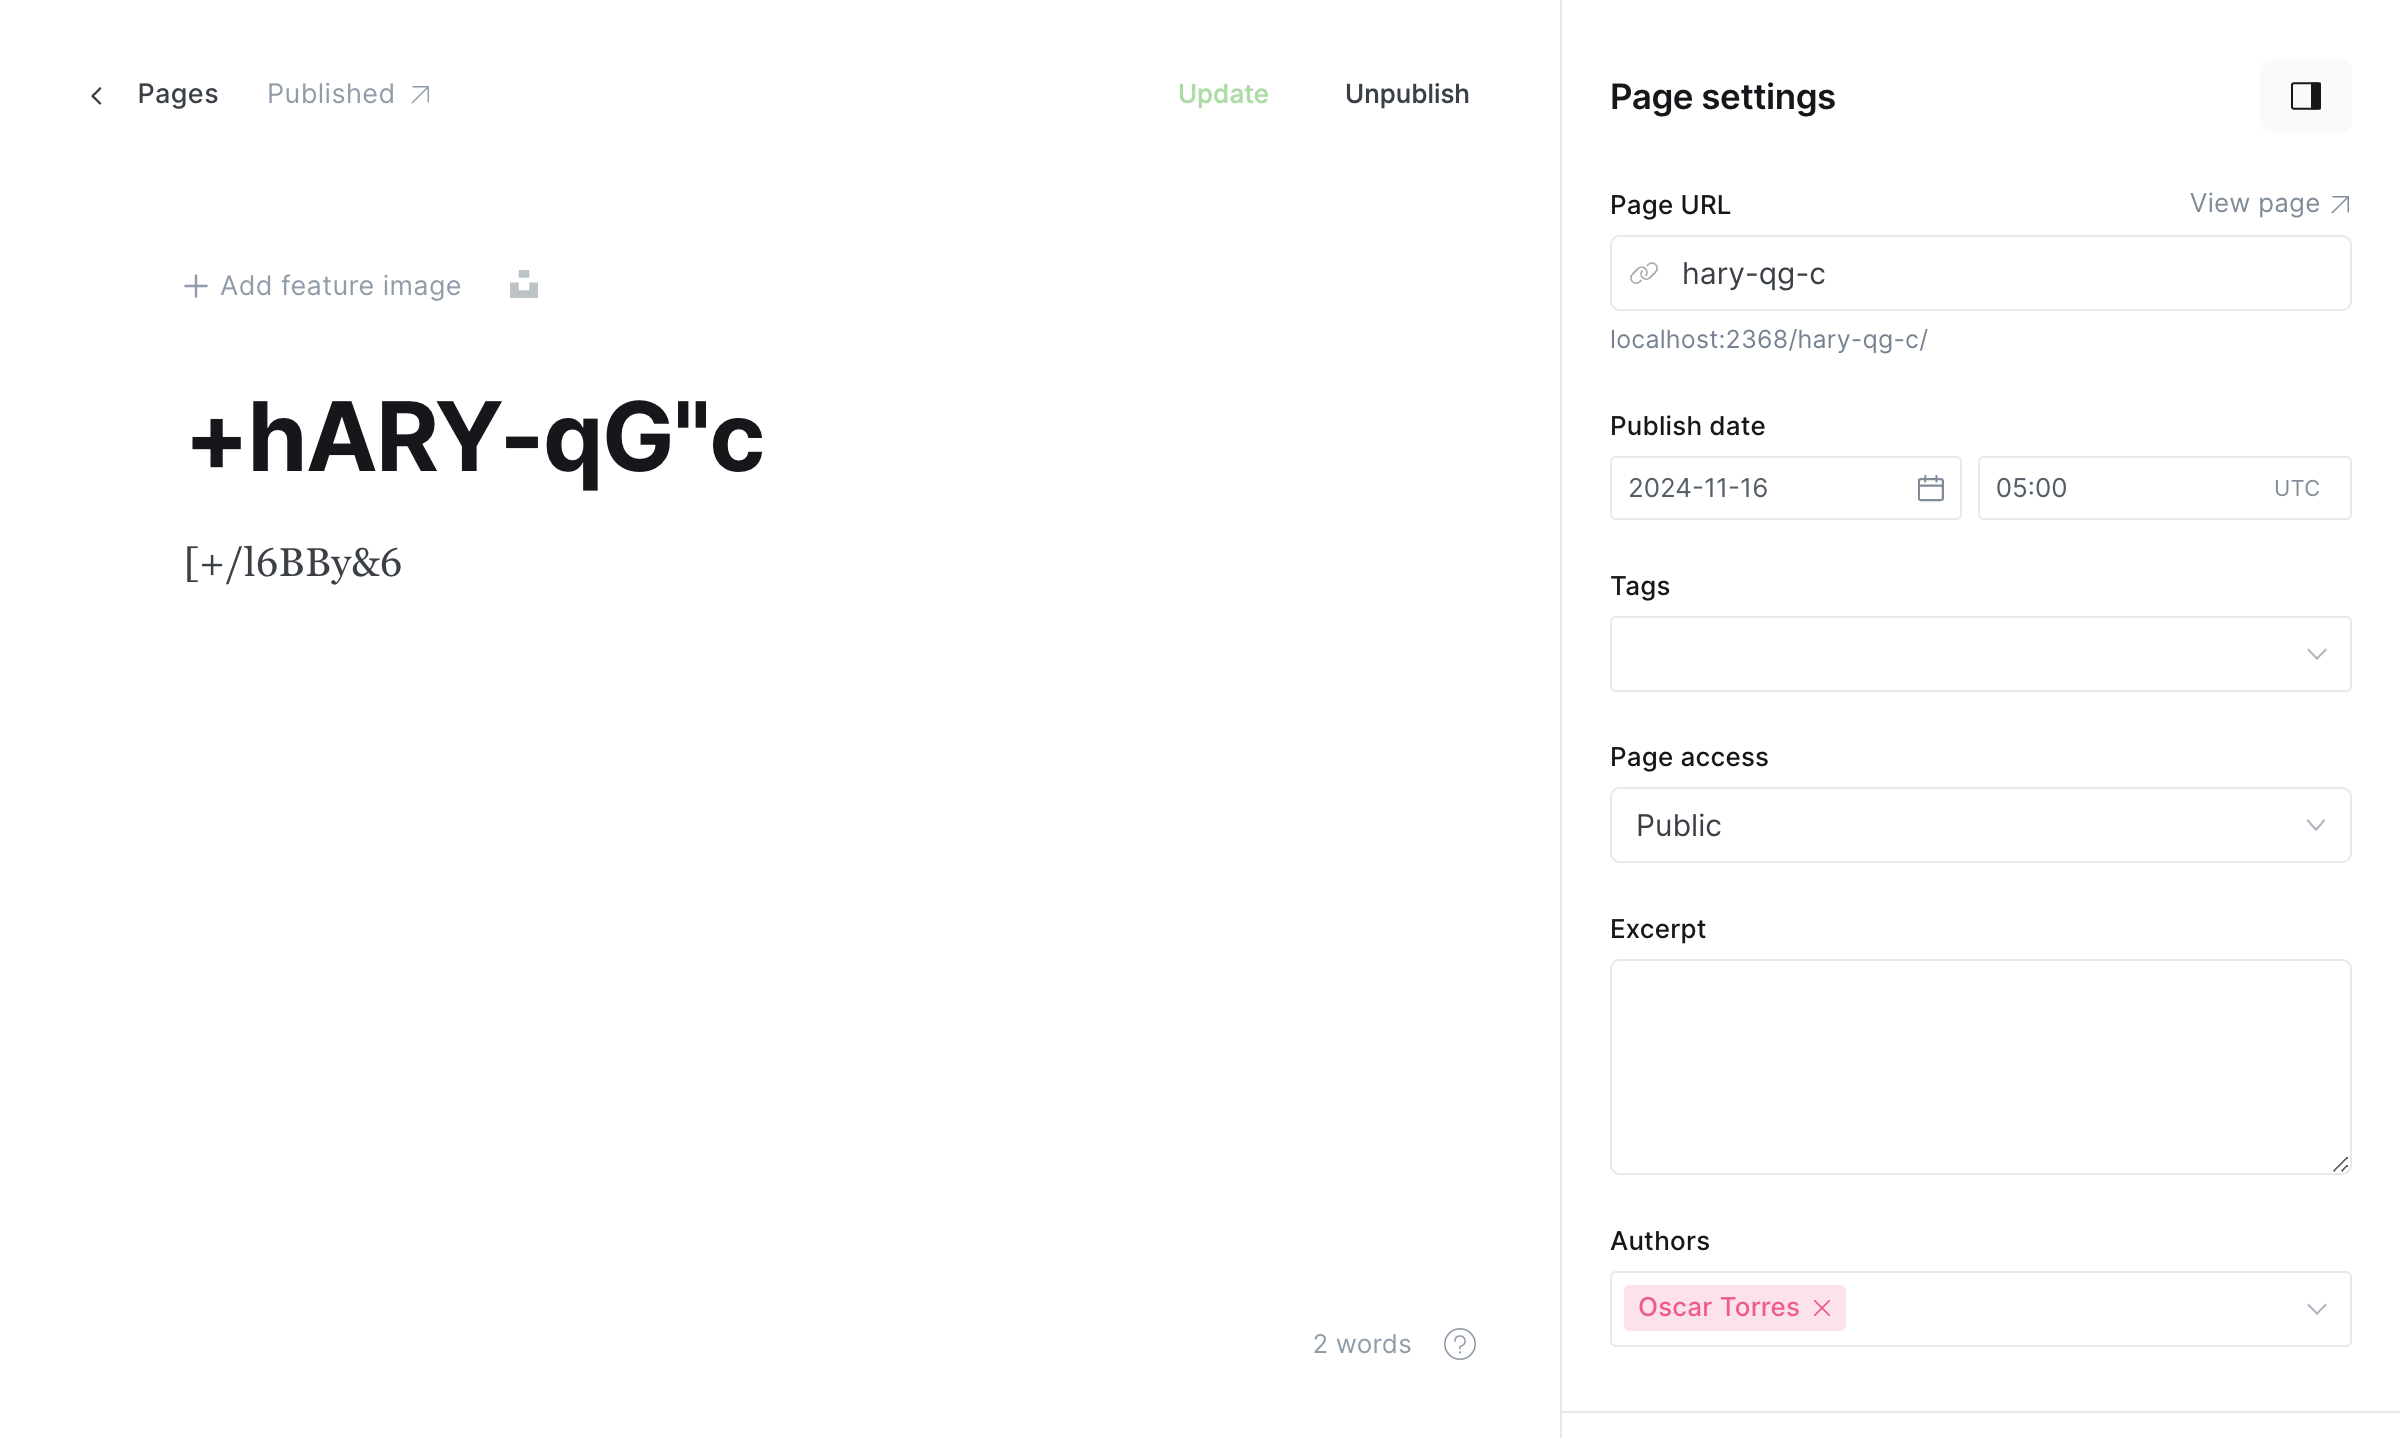 Pages
Published
Update
Unpublish
Add feature image
+hARY-qG"c
[+/l6BBy&6
2 words
?
Page settings
Page URL
View page
hary-qg-c
localhost:2368/hary-qg-c/
Publish date
2024-11-16
05:00 UTC
Tags
Page access
Public
Excerpt
Authors
Oscar Torres